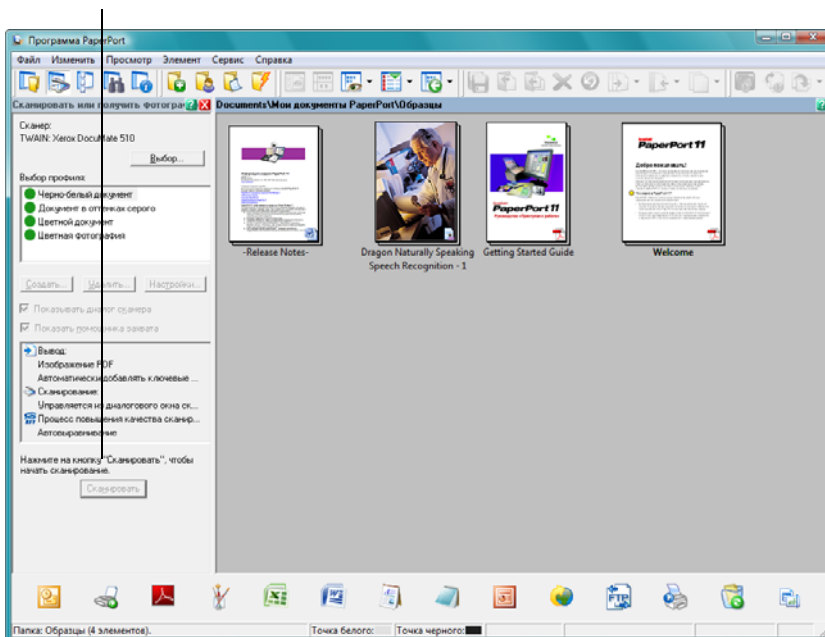 Программа PaperPort
Файл Изменить Просмотр Элемент Сервис Справка
Сканировать или получить фотогра
Documents\Мои документы PaperPort\Образцы
Сканер:
TWAIN: Xerox DocuMate 510
Выбор...
Выбор профиля:
Черно-белый документ
Документ в оттенках серого
Цветной документ
Цветная фотография
Создать... Удалить... Настройки...
Показывать диалог сканера
Показать помощника захвата
Вывод:
Изображение PDF
Автоматически добавлять ключевые ...
Сканирование:
Управляется из диалогового окна ск...
Процесс повышения качества сканир...
Автовыравнивание
Нажмите на кнопку "Сканировать", чтобы
начать сканирование.
Сканировать
PaperPort 11
PaperPort 11
Добро пожаловать!
-Release Notes-
Dragon Naturally Speaking
Speech Recognition - 1
Getting Started Guide
Welcome
FTP
Папка: Образцы (4 элементов).
Точка белого:
Точка черного: